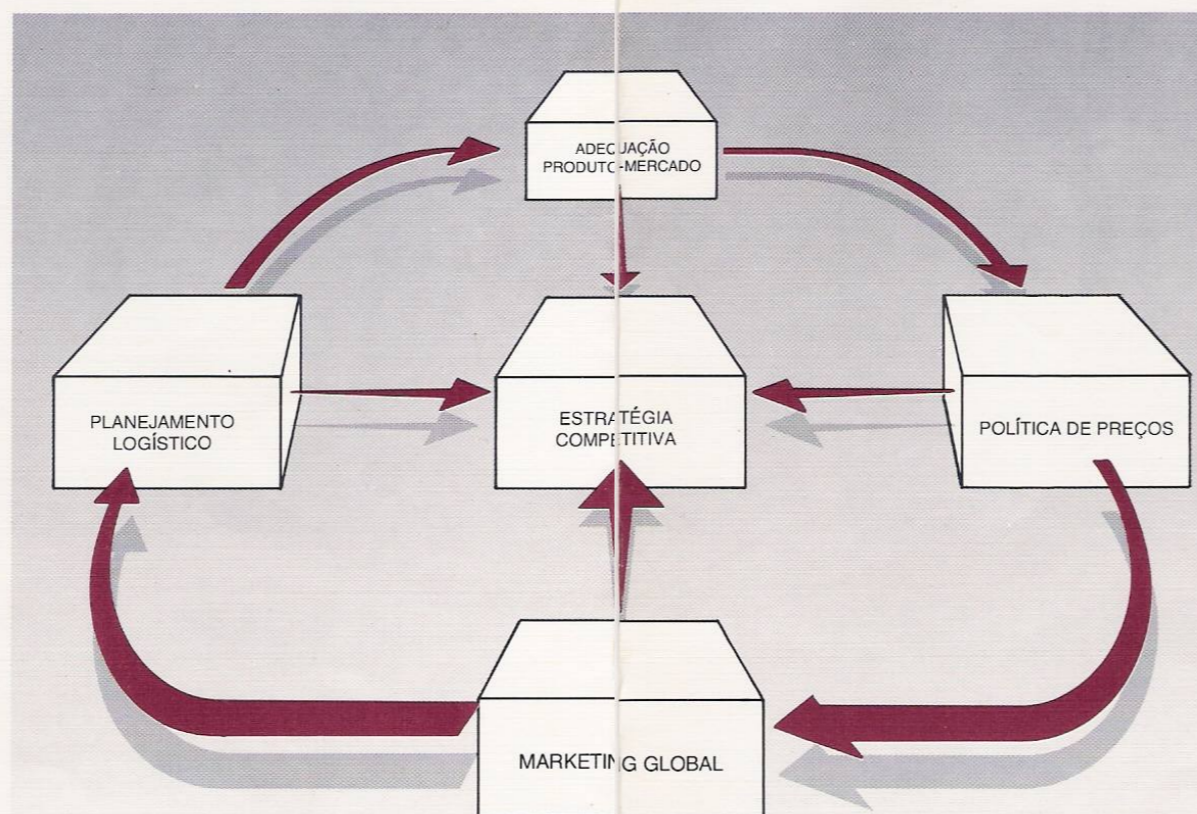 ADEQUAÇÃO
PRODUTO-MERCADO
PLANEJAMENTO
LOGÍSTICO
ESTRATÉGIA
COMPETITIVA
POLÍTICA DE PREÇOS
MARKETING GLOBAL